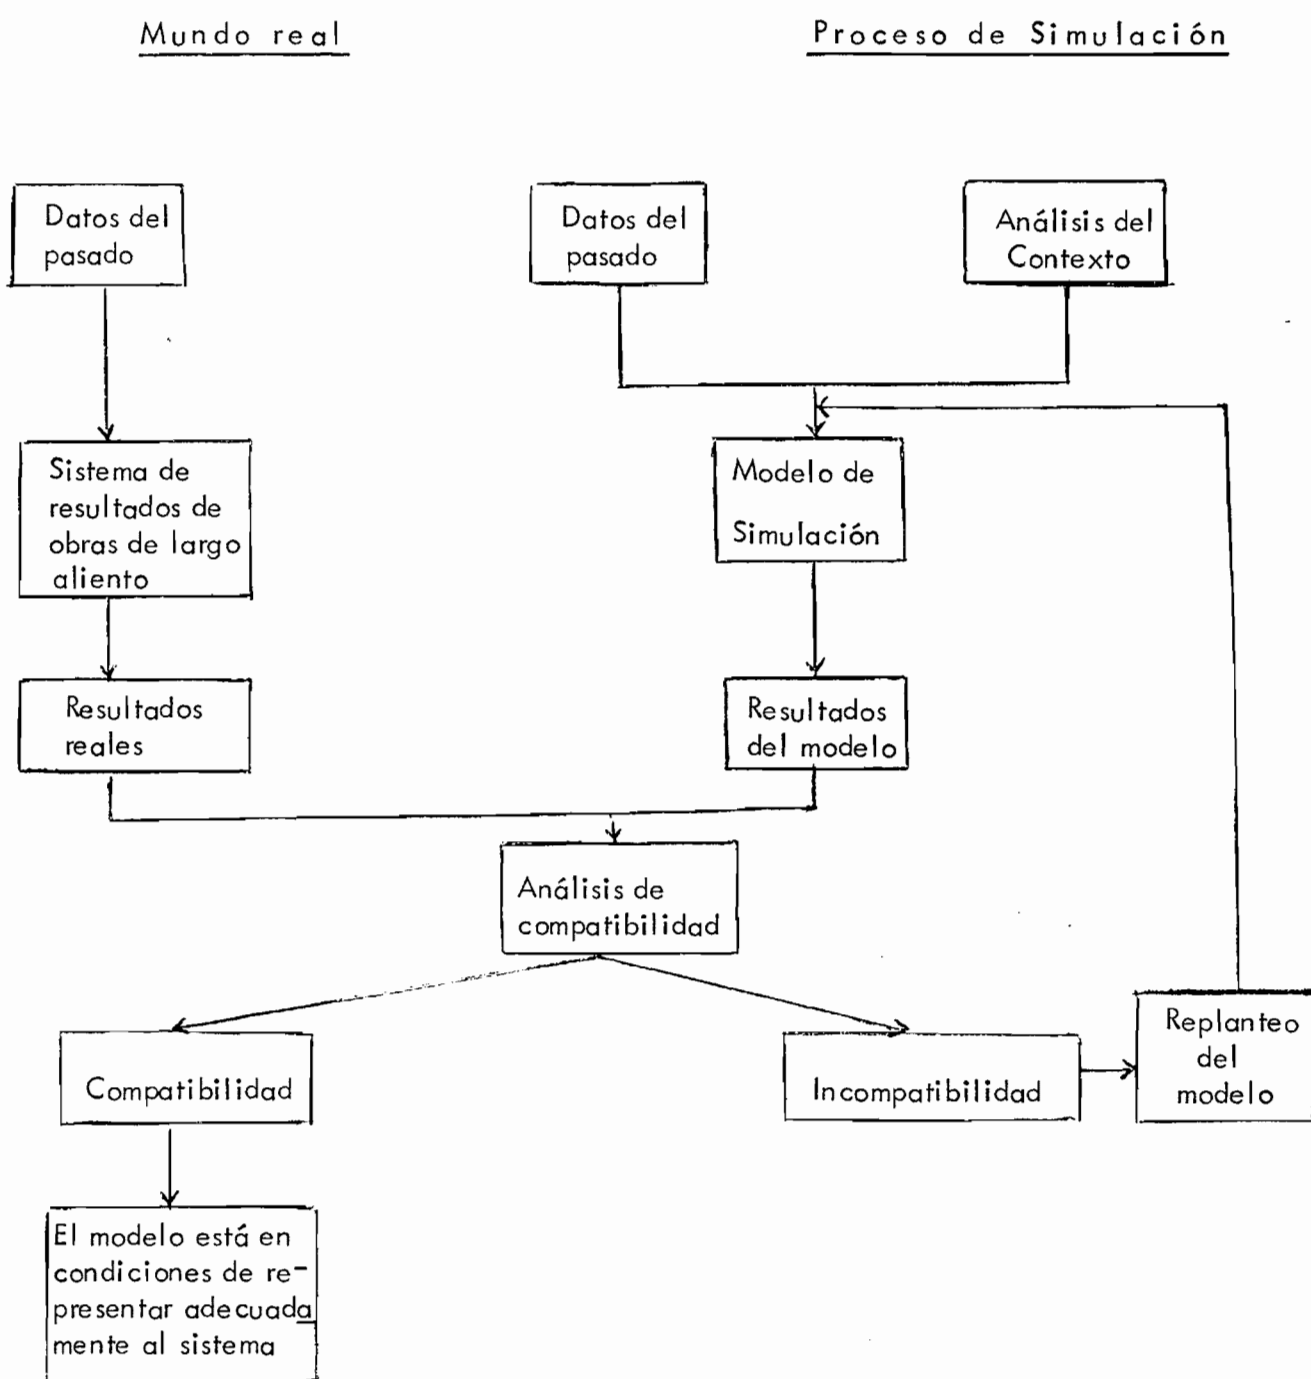 Mundo real
Proceso de Simulación
Datos del
pasado
Datos del
pasado
Análisis del
Contexto
Sistema de
resultados de
obras de largo
aliento
Modelo de
Simulación
Resultados
reales
Resultados
del modelo
Análisis de
compatibilidad
Compatibilidad
Incompatibilidad
Replanteo
del
modelo
El modelo está en
condiciones de re-
presentar adecuada
mente al sistema